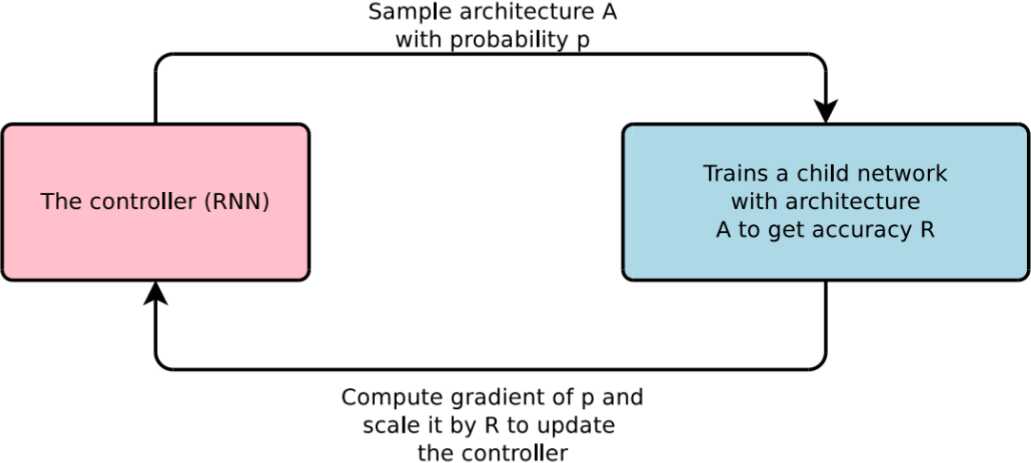 Sample architecture A
with probability p
The controller (RNN)
Trains a child network
with architecture
A to get accuracy R
Compute gradient of p and
scale it by R to update
the controller